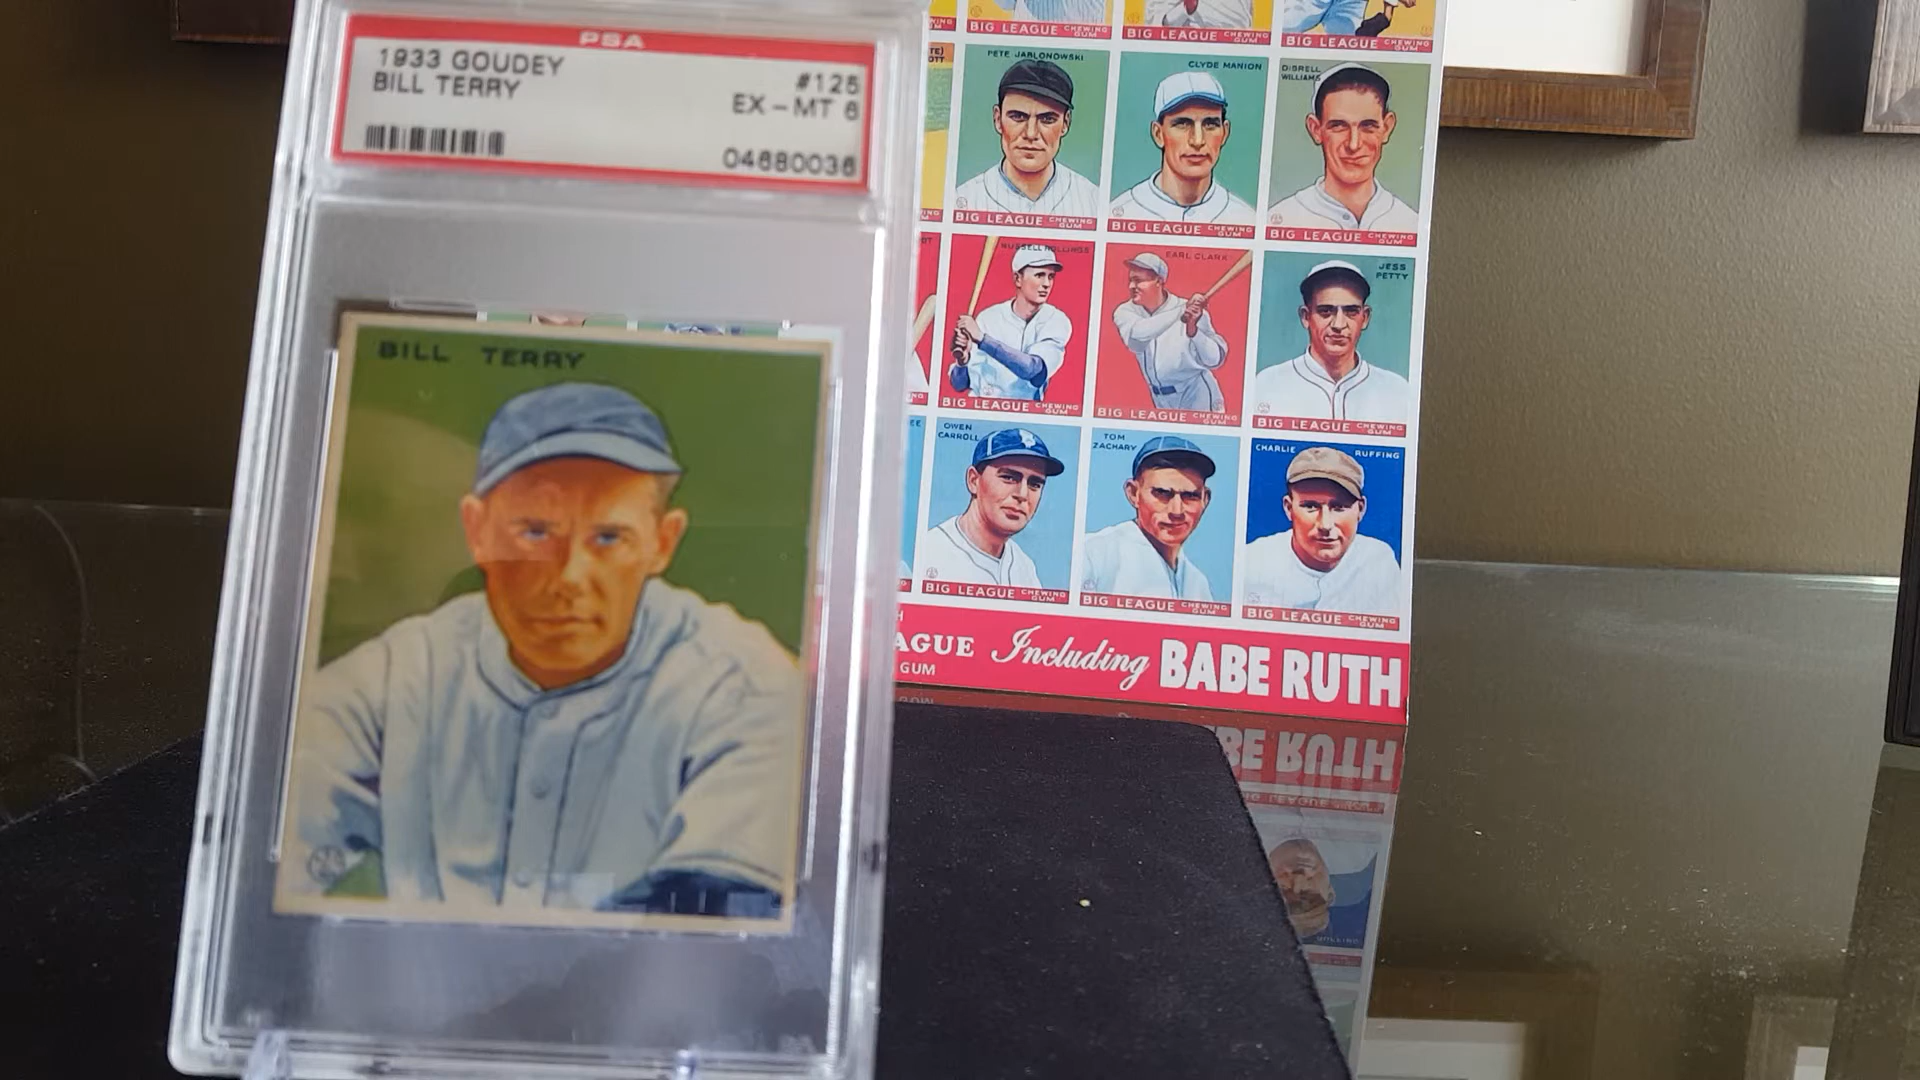 PSA
1933 GOUDEY
#125
BILL TERRY
EX-MT 6
04680036
BILL TERRY
BIG LEAGUE CHEWING GUM
BIG LEAGUE CHEWING GUM
BIG LEAGUE CHEWING GUM
PETE JABLONOWSKI
CLYDE MANION
DIBRELL
WILLIAMS
BIG LEAGUE CHEWING GUM
BIG LEAGUE CHEWING GUM
BIG LEAGUE CHEWING GUM
RUSSELL ROLLINGS
EARL CLARK
JESS
PETTY
BIG LEAGUE CHEWING GUM
BIG LEAGUE CHEWING GUM
BIG LEAGUE CHEWING GUM
OWEN
CARROLL
TOM
ZACHARY
CHARLIE RUFFING
BIG LEAGUE CHEWING GUM
BIG LEAGUE CHEWING GUM
BIG LEAGUE CHEWING GUM
AGUE Including BABE RUTH
GUM